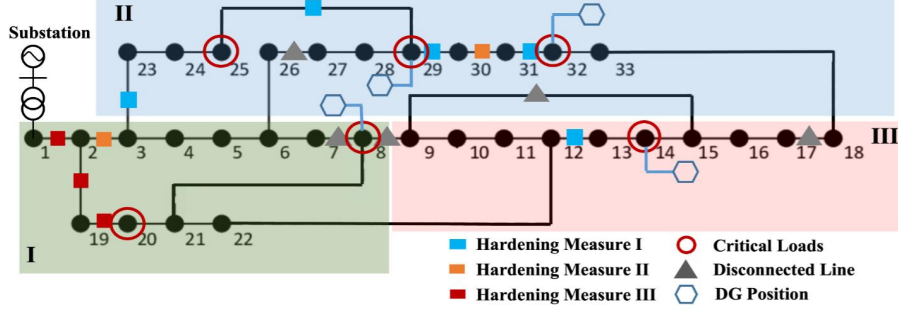 II
Substation
23 24 25 26 27 28 29 30 31 32 33
1 2 3 4 5 6 7 8 9 10 11 12 13 14 15 16 17 18
III
19 20 21 22
I
Hardening Measure I
Critical Loads
Hardening Measure II
Disconnected Line
Hardening Measure III
DG Position